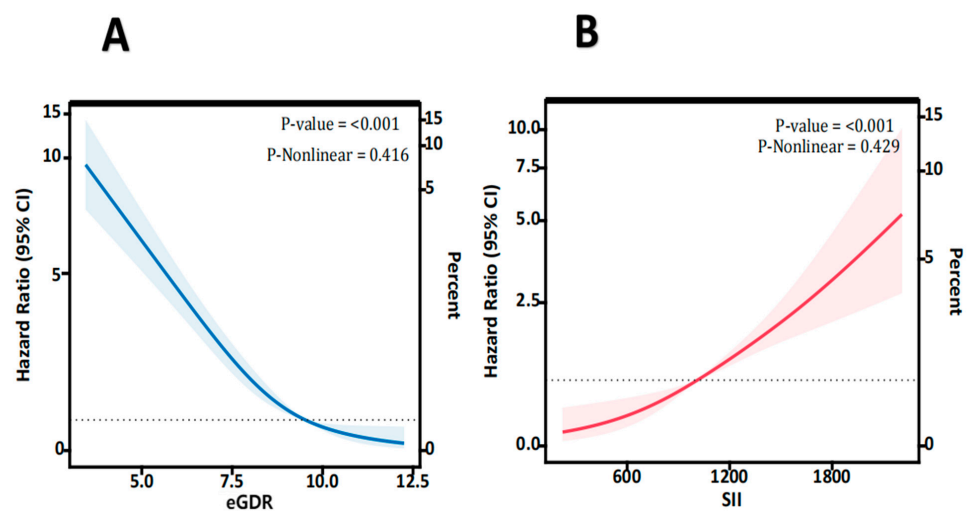 A
Hazard Ratio (95% CI)
15
10
5
0
P-value = <0.001
P-Nonlinear = 0.416
15
10
5
0
Percent
5.0
7.5
10.0
12.5
eGDR
B
Hazard Ratio (95% CI)
10.0
7.5
5.0
2.5
0.0
P-value = <0.001
P-Nonlinear = 0.429
15
10
5
0
Percent
600
1200
1800
SII